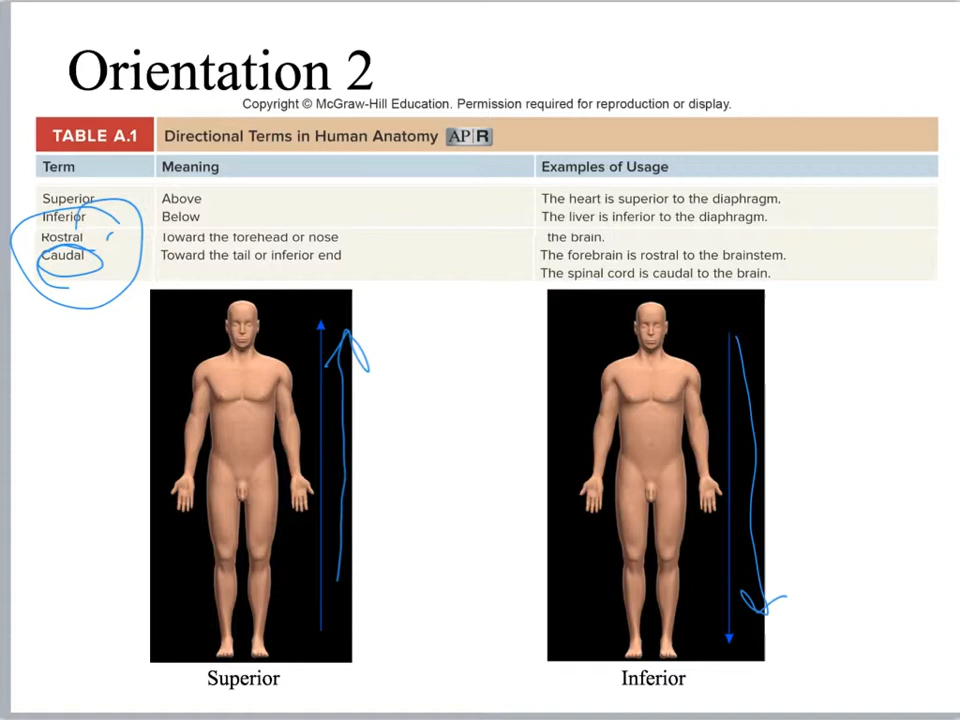 Orientation 2
Copyright © McGraw-Hill Education. Permission required for reproduction or display.
TABLE A.1 Directional Terms in Human Anatomy AP|R
Term Meaning Examples of Usage
Superior Above The heart is superior to the diaphragm.
Inferior Below The liver is inferior to the diaphragm.
Rostral Toward the forehead or nose the brain.
Caudal Toward the tail or inferior end The forebrain is rostral to the brainstem.
The spinal cord is caudal to the brain.
Superior Inferior